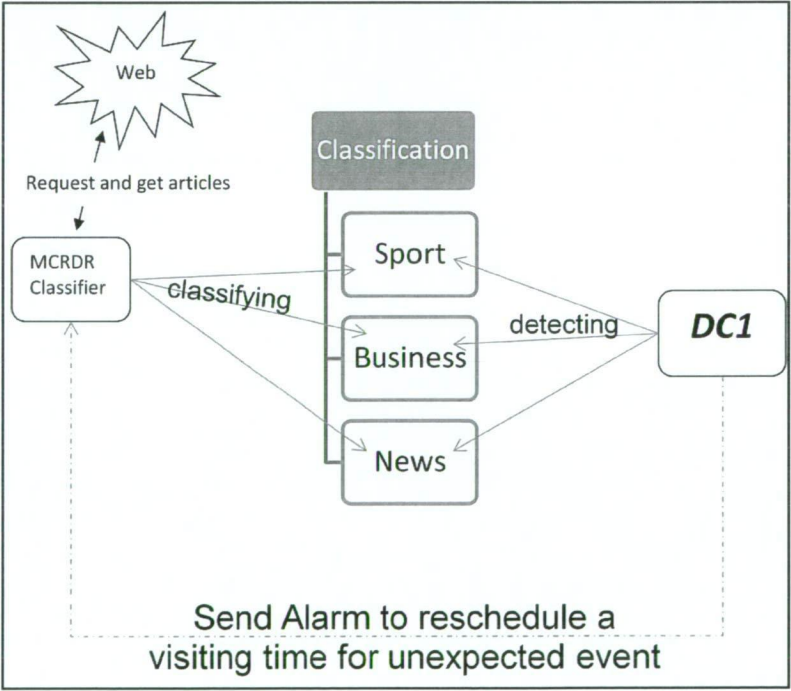 Web
Request and get articles
MCRDR
Classifier
classifying
Classification
Sport
Business
News
detecting
DC1
Send Alarm to reschedule a
visiting time for unexpected event